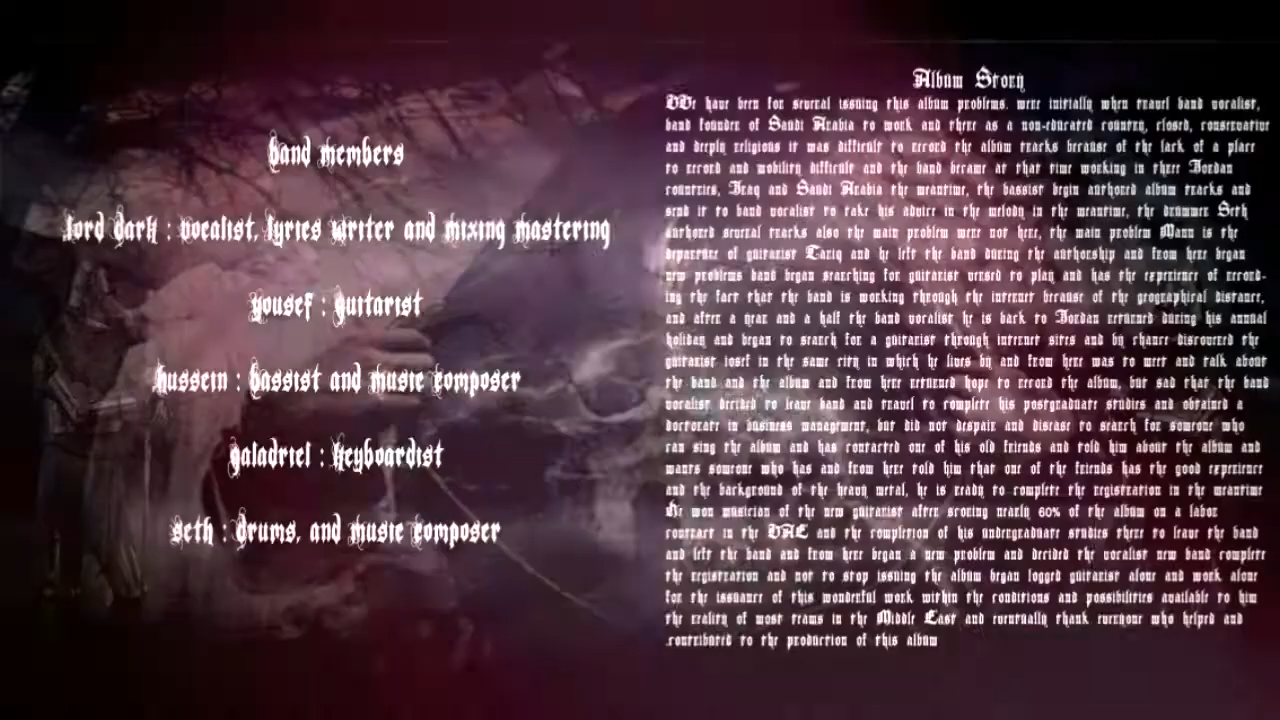 band members
lord dark : vocalist, lyrics writer and mixing mastering
yousef : guitarist
hussein : bassist and music composer
galadriel : keyboardist
seth : drums, and music composer
Album Story
We have been for several issuing this album problems. were initially when travel band vocalist,
band founder of Saudi Arabia to work and there as a non-educated country, closed, conservative
and deeply religious it was difficult to record the album tracks because of the lack of a place
to record and mobility difficult and the band became at that time working in three Jordan
countries, Iraq and Saudi Arabia the meantime, the bassist begin authored album tracks and
send it to band vocalist to take his advice in the melody in the meantime, the drummer Seth
authored several tracks also the main problem were not here, the main problem Mann is the
departure of guitarist Tariq and he left the band during the authorship and from here began
new problems band began searching for guitarist versed to play and has the experience of record-
ing the fact that the band is working through the internet because of the geographical distance,
and after a year and a half the band vocalist he is back to Jordan returned during his annual
holiday and began to search for a guitarist through internet sites and by chance discovered the
guitarist iosef in the same city in which he lives by and from here was to meet and talk about
the band and the album and from here returned hope to record the album, but sad that the band
vocalist decided to leave band and travel to complete his postgraduate studies and obtained a
doctorate in business management, but did not despair and disease to search for someone who
can sing the album and has contacted one of his old friends and told him about the album and
wants someone who has and from here told him that one of the friends has the good experience
and the background of the heavy metal, he is ready to complete the registration in the meantime
He won musician of the new guitarist after scoring nearly 60% of the album on a labor
contract in the UAE and the completion of his undergraduate studies there to leave the band
and left the band and from here began a new problem and decided the vocalist new band complete
the registration and not to stop issuing the album began logged guitarist alone and work alone
for the issuance of this wonderful work within the conditions and possibilities available to him
the reality of most teams in the Middle East and eventually thank everyone who helped and
.contributed to the production of this album